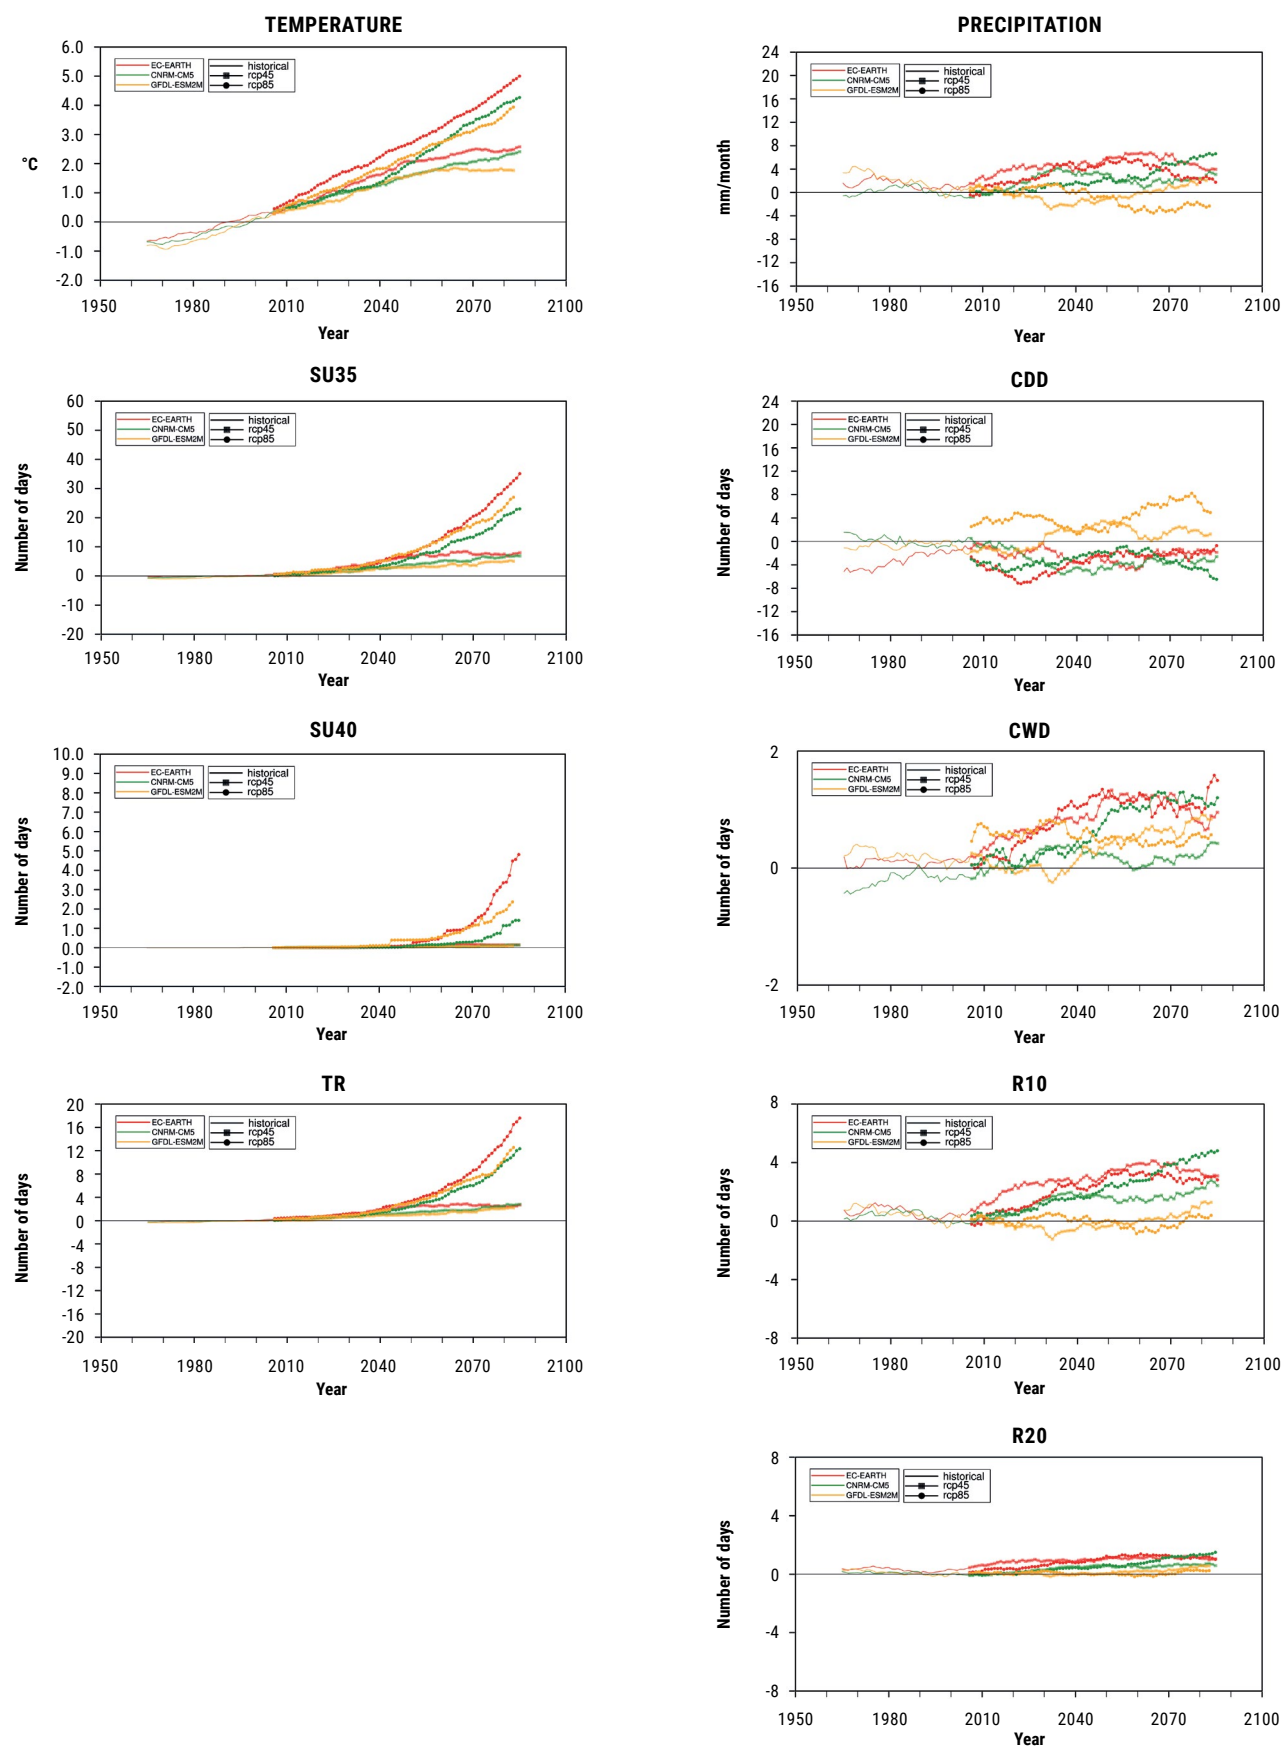 TEMPERATURE
6.0
5.0
4.0
3.0
2.0
1.0
0.0
-1.0
-2.0
°C
EC-EARTH
CNRM-CM5
GFDL-ESM2M
historical
rcp45
rcp85
1950 1980 2010 2040 2070 2100
Year
PRECIPITATION
24
20
16
12
8
4
0
-4
-8
-12
-16
mm/month
EC-EARTH
CNRM-CM5
GFDL-ESM2M
historical
rcp45
rcp85
1950 1980 2010 2040 2070 2100
Year
SU35
60
50
40
30
20
10
0
-10
-20
Number of days
EC-EARTH
CNRM-CM5
GFDL-ESM2M
historical
rcp45
rcp85
1950 1980 2010 2040 2070 2100
Year
CDD
24
20
16
12
8
4
0
-4
-8
-12
-16
Number of days
EC-EARTH
CNRM-CM5
GFDL-ESM2M
historical
rcp45
rcp85
1950 1980 2010 2040 2070 2100
Year
SU40
10.0
9.0
8.0
7.0
6.0
5.0
4.0
3.0
2.0
1.0
0.0
-1.0
-2.0
Number of days
EC-EARTH
CNRM-CM5
GFDL-ESM2M
historical
rcp45
rcp85
1950 1980 2010 2040 2070 2100
Year
CWD
2
0
-2
Number of days
EC-EARTH
CNRM-CM5
GFDL-ESM2M
historical
rcp45
rcp85
1950 1980 2010 2040 2070 2100
Year
TR
20
16
12
8
4
0
-4
-8
-12
-16
-20
Number of days
EC-EARTH
CNRM-CM5
GFDL-ESM2M
historical
rcp45
rcp85
1950 1980 2010 2040 2070 2100
Year
R10
8
4
0
-4
-8
Number of days
EC-EARTH
CNRM-CM5
GFDL-ESM2M
historical
rcp45
rcp85
1950 1980 2010 2040 2070 2100
Year
R20
8
4
0
-4
-8
Number of days
EC-EARTH
CNRM-CM5
GFDL-ESM2M
historical
rcp45
rcp85
1950 1980 2010 2040 2070 2100
Year